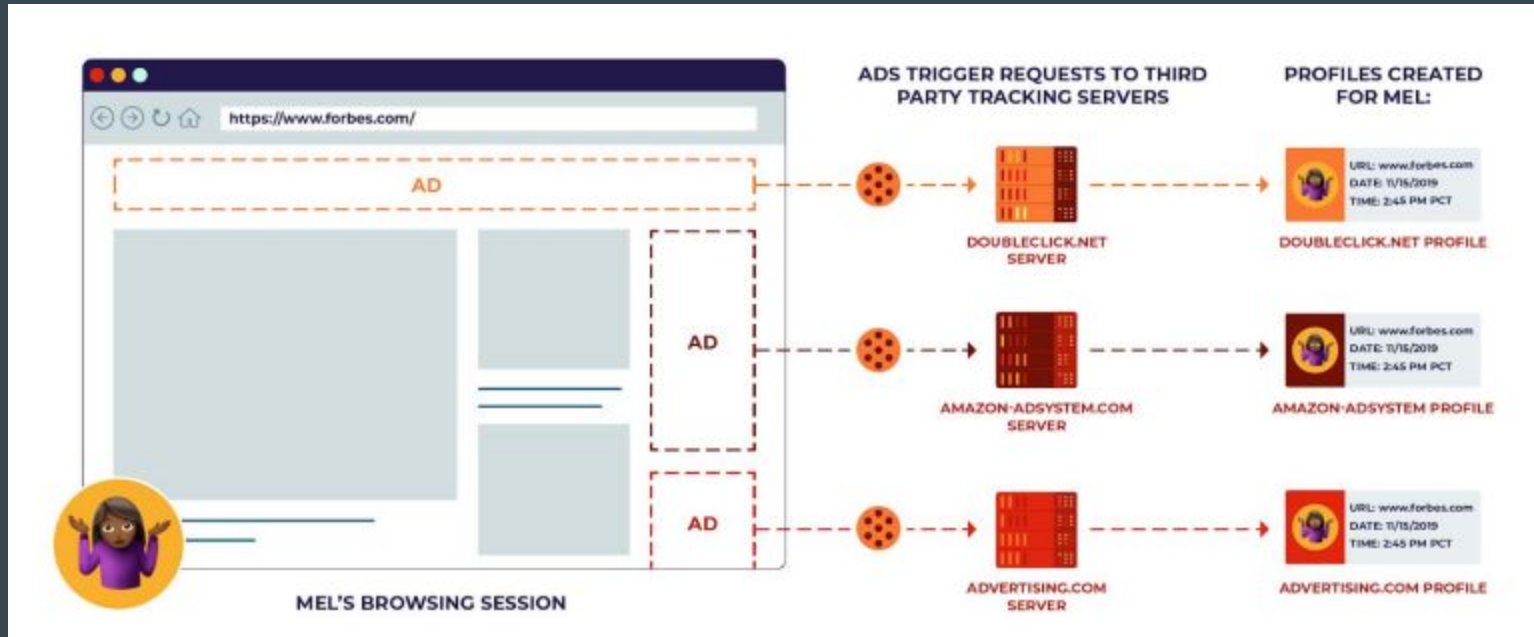 https://www.forbes.com/
AD
AD
AD
MEL'S BROWSING SESSION
ADS TRIGGER REQUESTS TO THIRD
PARTY TRACKING SERVERS
DOUBLECLICK.NET
SERVER
AMAZON-ADSYSTEM.COM
SERVER
ADVERTISING.COM
SERVER
PROFILES CREATED
FOR MEL:
URL: www.forbes.com
DATE: 11/15/2019
TIME: 2:45 PM PCT
DOUBLECLICK.NET PROFILE
URL: www.forbes.com
DATE: 11/15/2019
TIME: 2:45 PM PCT
AMAZON-ADSYSTEM PROFILE
URL: www.forbes.com
DATE: 11/15/2019
TIME: 2:45 PM PCT
ADVERTISING.COM PROFILE